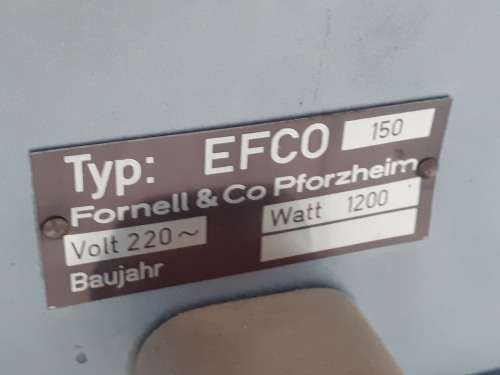 Typ: EFCO 150
Fornell & Co Pforzheim
Volt 220~ Watt 1200
Baujahr